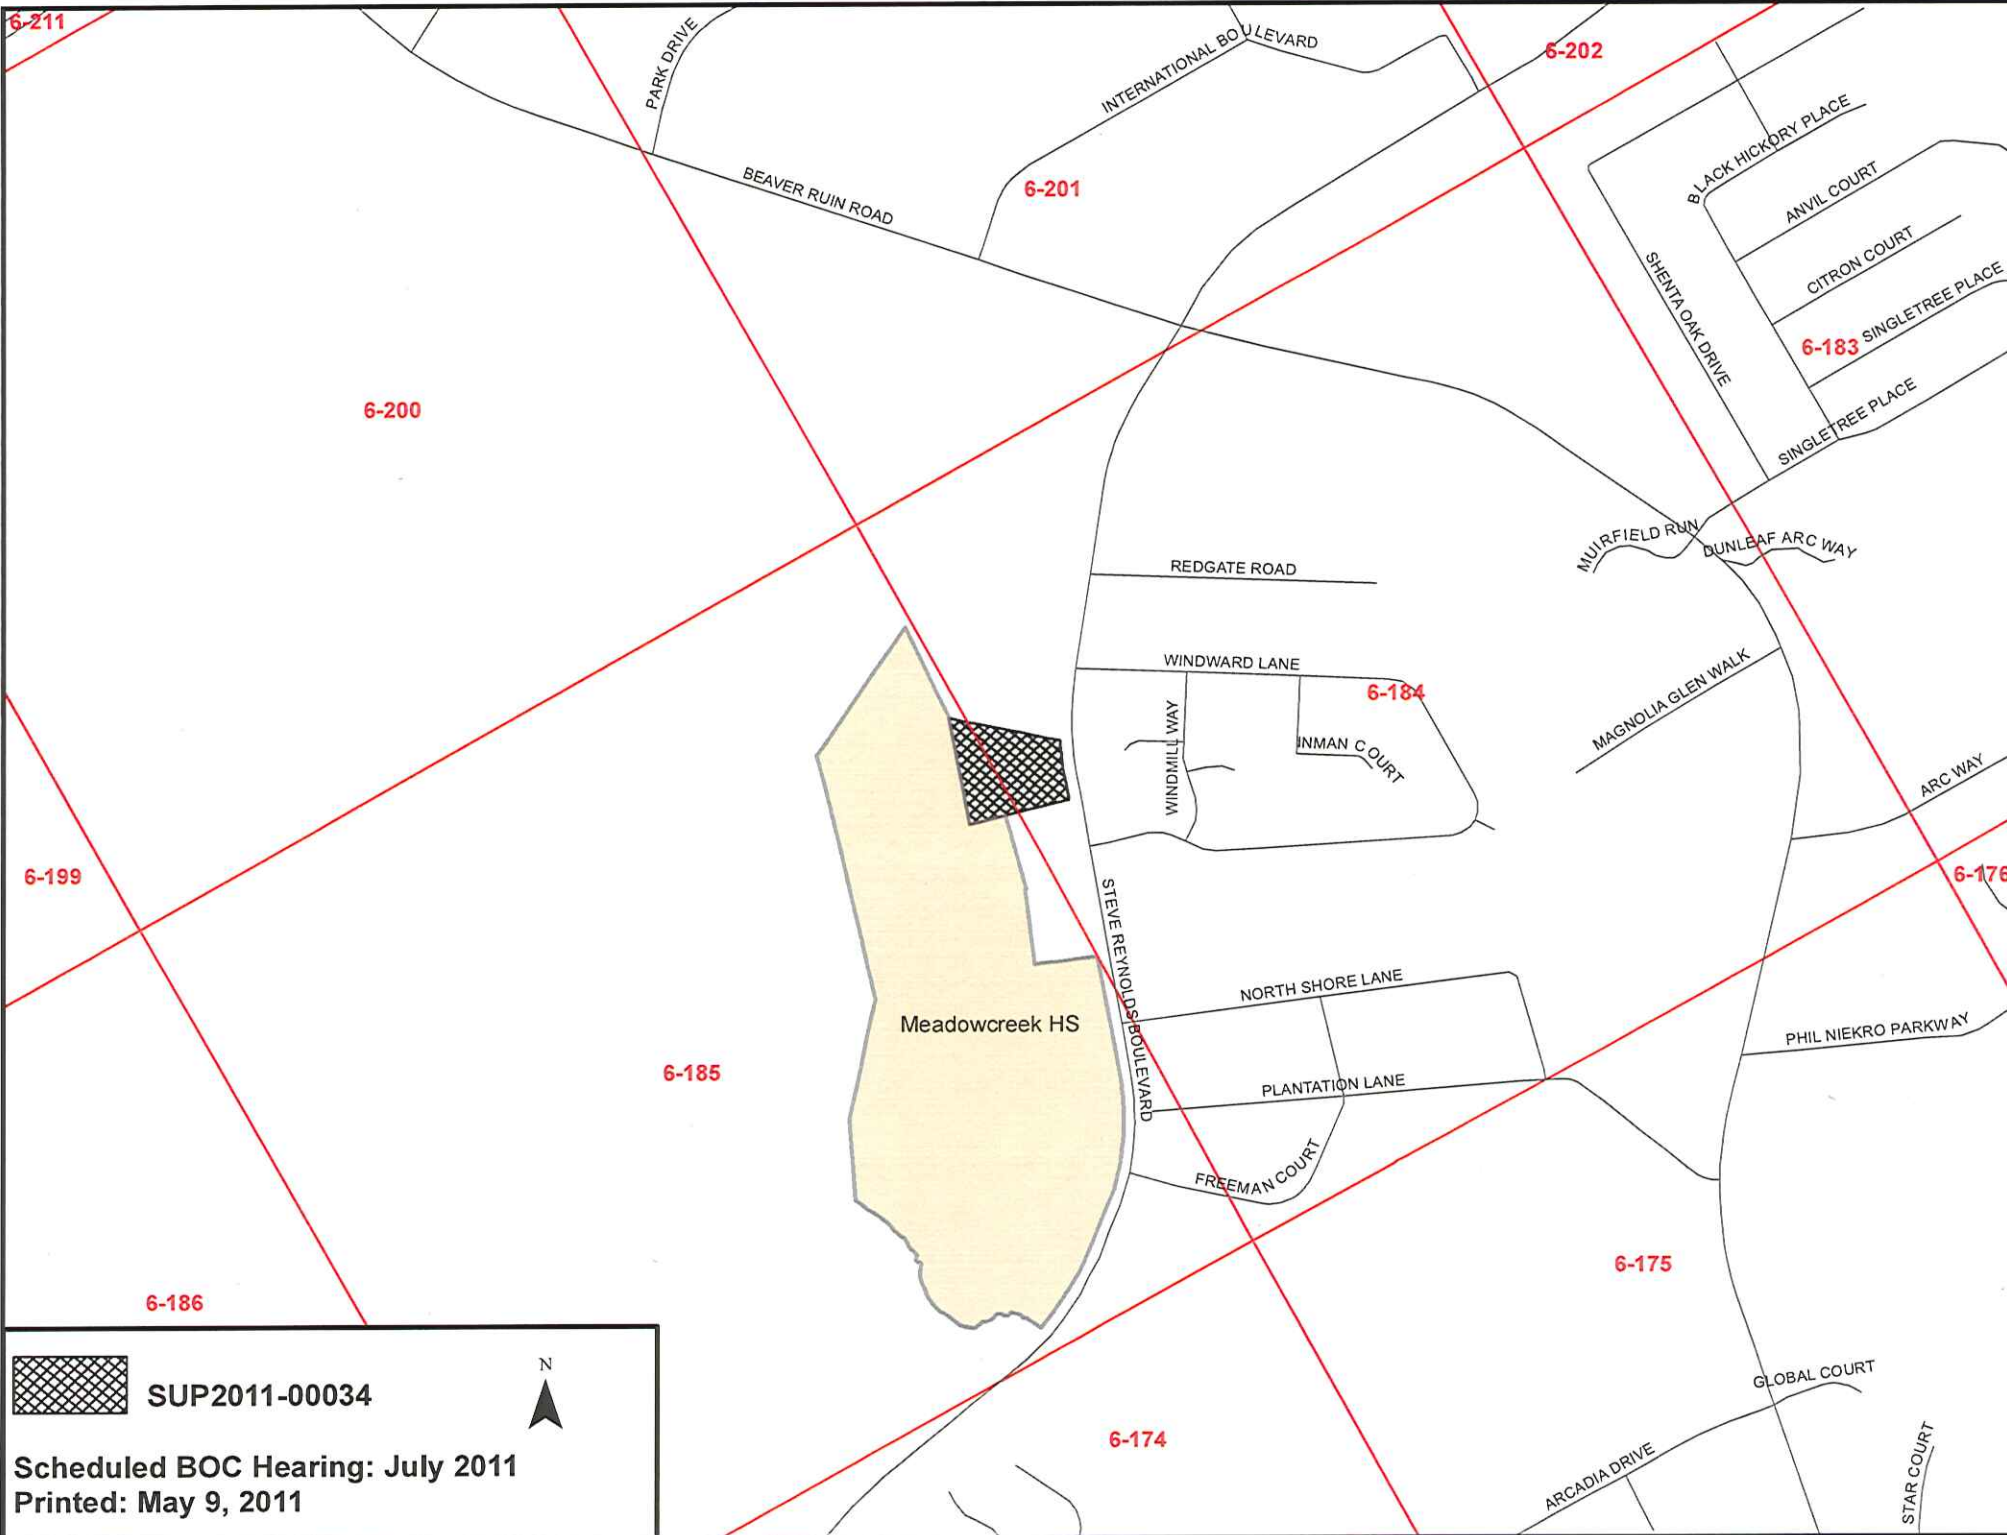 6-211
PARK DRIVE
INTERNATIONAL BOULEVARD
6-202
BLACK HICKORY PLACE
BEAVER RUIN ROAD
6-201
ANVIL COURT
CITRON COURT
SHENTA OAK DRIVE
SINGLETREE PLACE
6-183
6-200
SINGLETREE PLACE
MUIRFIELD RUN
DUNLEAF ARC WAY
REDGATE ROAD
WINDWARD LANE
6-184
MAGNOLIA GLEN WALK
WINDMILL WAY
INMAN COURT
ARC WAY
6-199
6-176
STEVE REYNOLDS BOULEVARD
NORTH SHORE LANE
Meadowcreek HS
PHIL NIEKRO PARKWAY
6-185
PLANTATION LANE
FREEMAN COURT
6-175
6-186
GLOBAL COURT
6-174
ARCADIA DRIVE
STAR COURT
N
SUP2011-00034
Scheduled BOC Hearing: July 2011
Printed: May 9, 2011